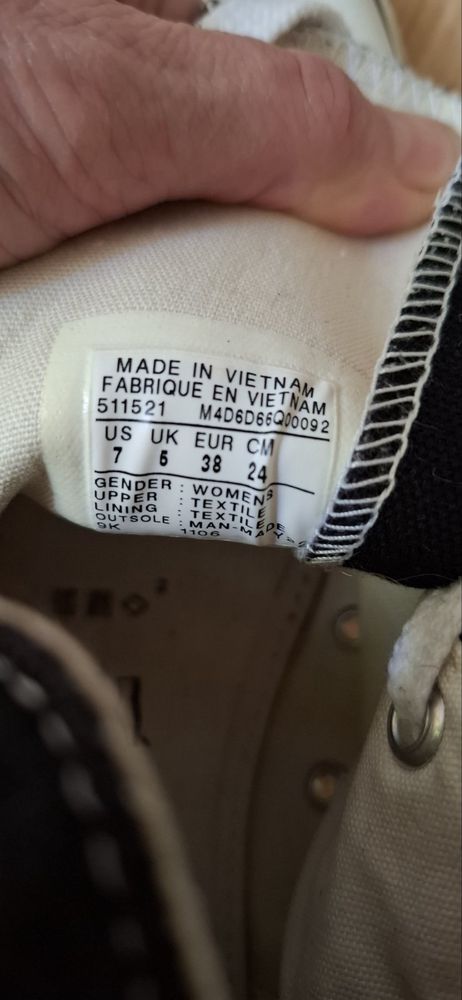 MADE IN VIETNAM
FABRIQUE EN VIETNAM
511521 M4D6D66Q00092
US UK EUR CM
7 5 38 24
GENDER : WOMENS
UPPER : TEXTILE
LINING : TEXTILE
OUTSOLE : MAN-MADE
9K 1106